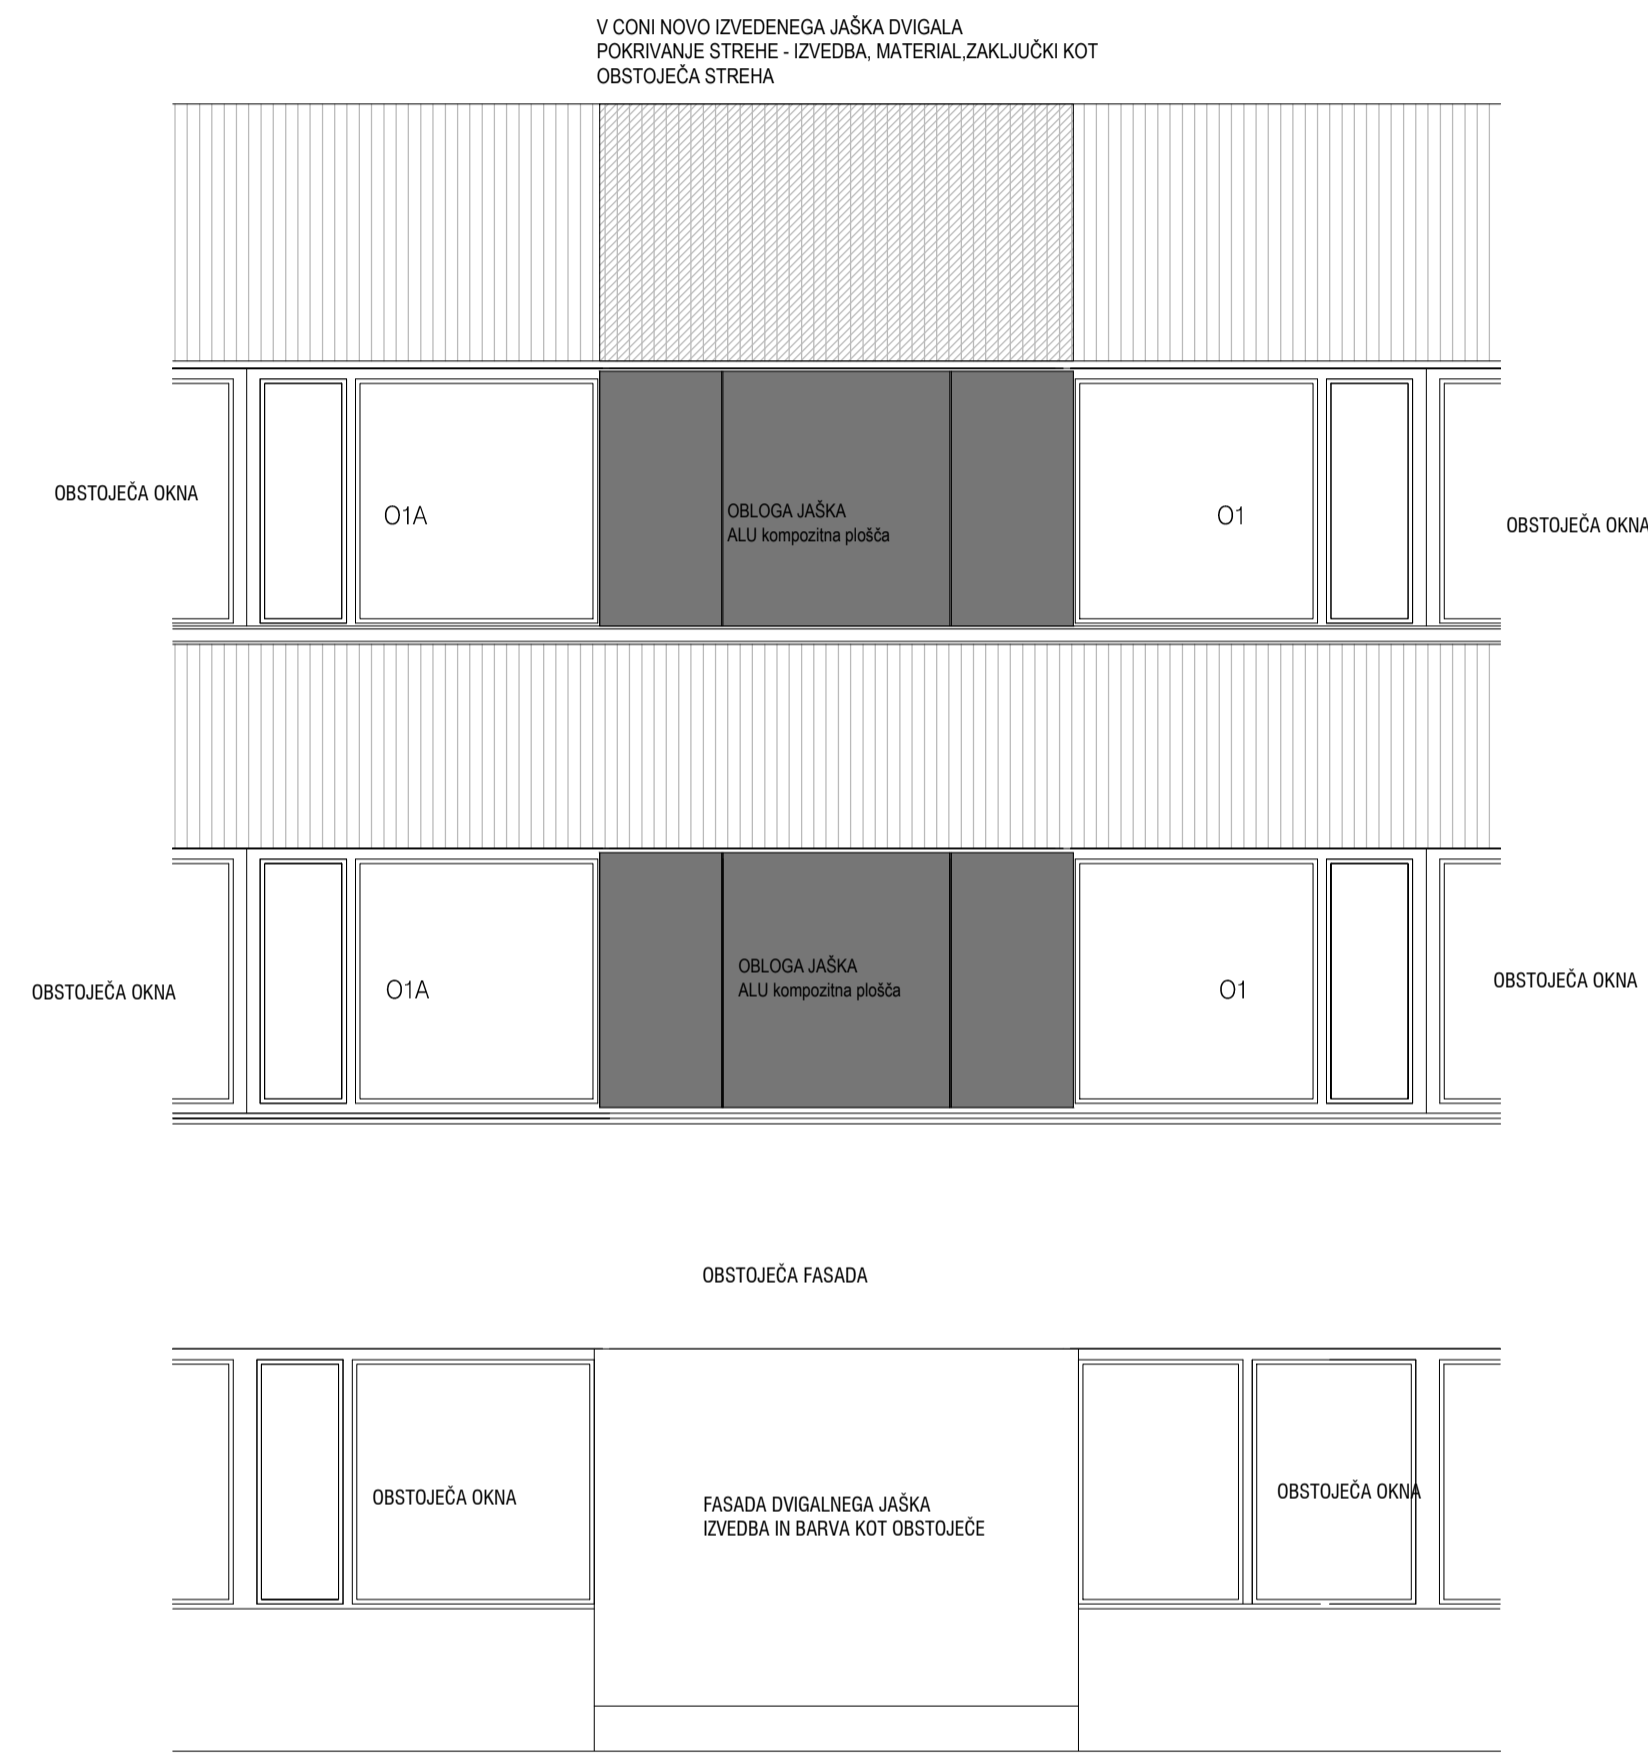 V CONI NOVO IZVEDENEGA JAŠKA DVIGALA
POKRIVANJE STREHE - IZVEDBA, MATERIAL,ZAKLJUČKI KOT
OBSTOJEČA STREHA
OBSTOJEČA OKNA
O1A
OBLOGA JAŠKA
ALU kompozitna plošča
O1
OBSTOJEČA OKNA
OBSTOJEČA OKNA
O1A
OBLOGA JAŠKA
ALU kompozitna plošča
O1
OBSTOJEČA OKNA
OBSTOJEČA FASADA
OBSTOJEČA OKNA
FASADA DVIGALNEGA JAŠKA
IZVEDBA IN BARVA KOT OBSTOJEČE
OBSTOJEČA OKNA